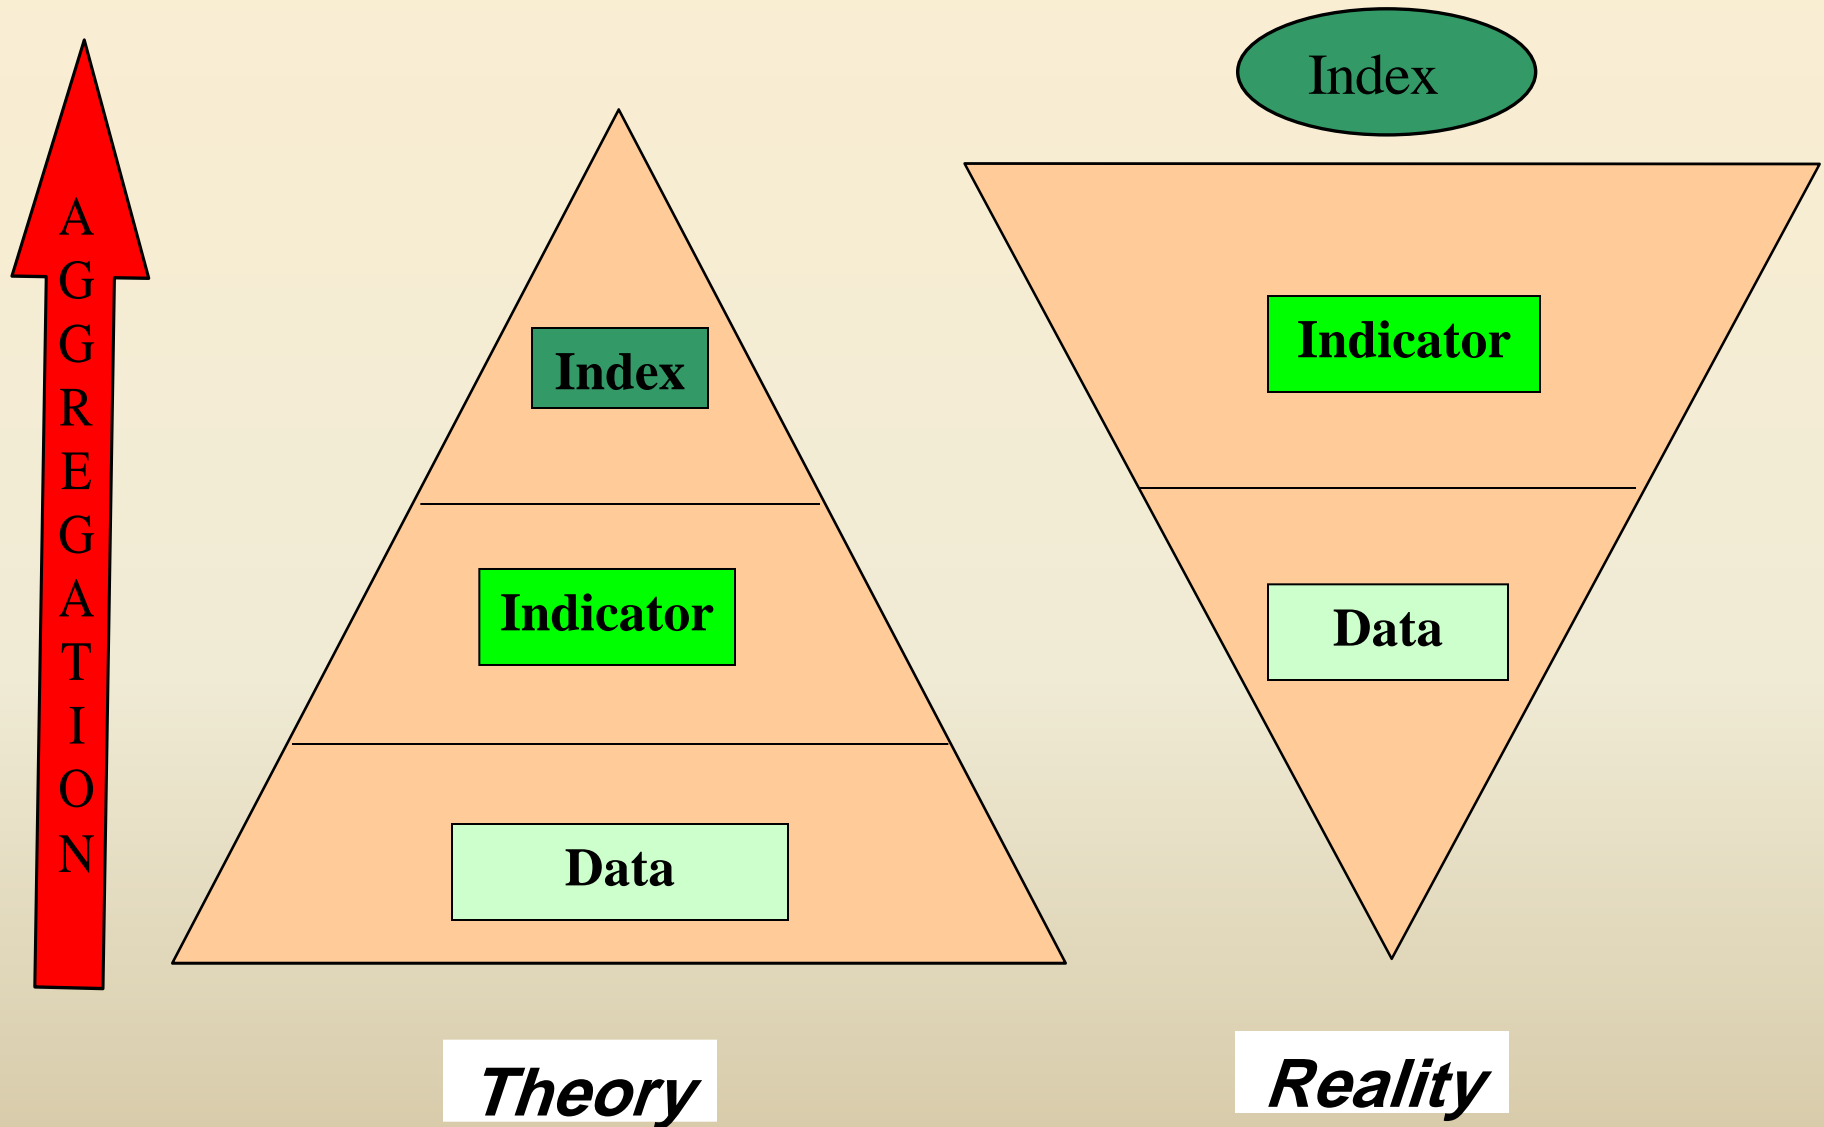 AGGREGATION
Index
Indicator
Data
Theory
Index
Indicator
Data
Reality